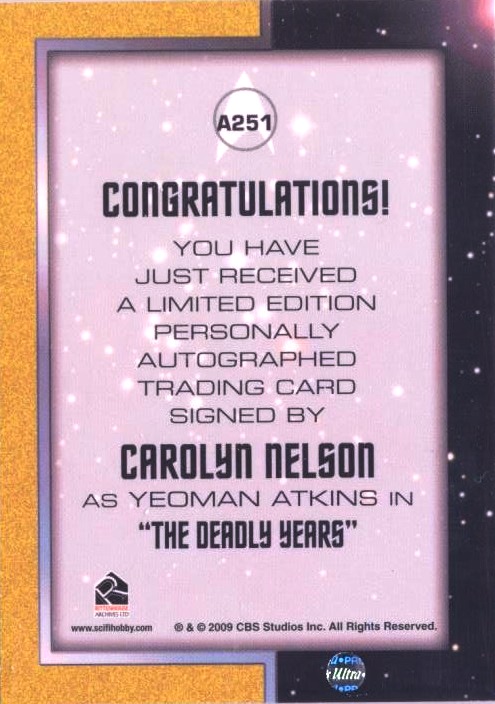 A251
CONGRATULATIONS!
YOU HAVE
JUST RECEIVED
A LIMITED EDITION
PERSONALLY
AUTOGRAPHED
TRADING CARD
SIGNED BY
CAROLYN NELSON
AS YEOMAN ATKINS IN
"THE DEADLY YEARS"
RITTENHOUSE
ARCHIVES LTD
www.scifihobby.com ® & © 2009 CBS Studios Inc. All Rights Reserved.
Ultra